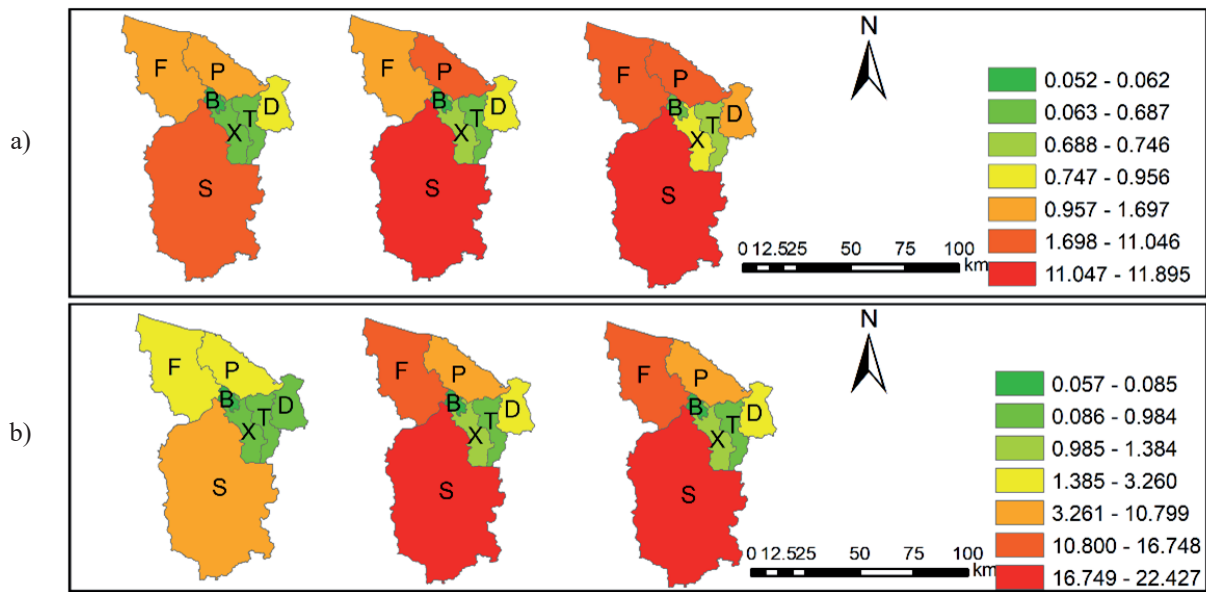 a)
F P B T D X S
F P B T D X S
F P B T D X S
N
0 12.525 50 75 100
km
0.052 - 0.062
0.063 - 0.687
0.688 - 0.746
0.747 - 0.956
0.957 - 1.697
1.698 - 11.046
11.047 - 11.895
b)
F P B T D X S
F P B T D X S
F P B T D X S
N
0 12.525 50 75 100
km
0.057 - 0.085
0.086 - 0.984
0.985 - 1.384
1.385 - 3.260
3.261 - 10.799
10.800 - 16.748
16.749 - 22.427